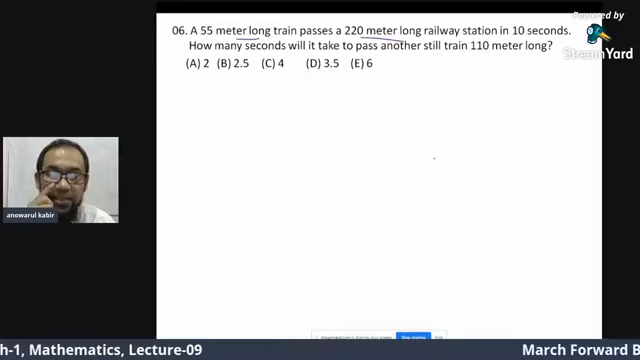 Powered by
StreamYard
06. A 55 meter long train passes a 220 meter long railway station in 10 seconds.
How many seconds will it take to pass another still train 110 meter long?
(A) 2 (B) 2.5 (C) 4 (D) 3.5 (E) 6
anowarul kabir
h-1, Mathematics, Lecture-09
March Forward B